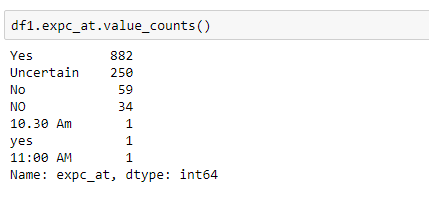 df1.expc_at.value_counts()
Yes 882
Uncertain 250
No 59
NO 34
10.30 Am 1
yes 1
11:00 AM 1
Name: expc_at, dtype: int64